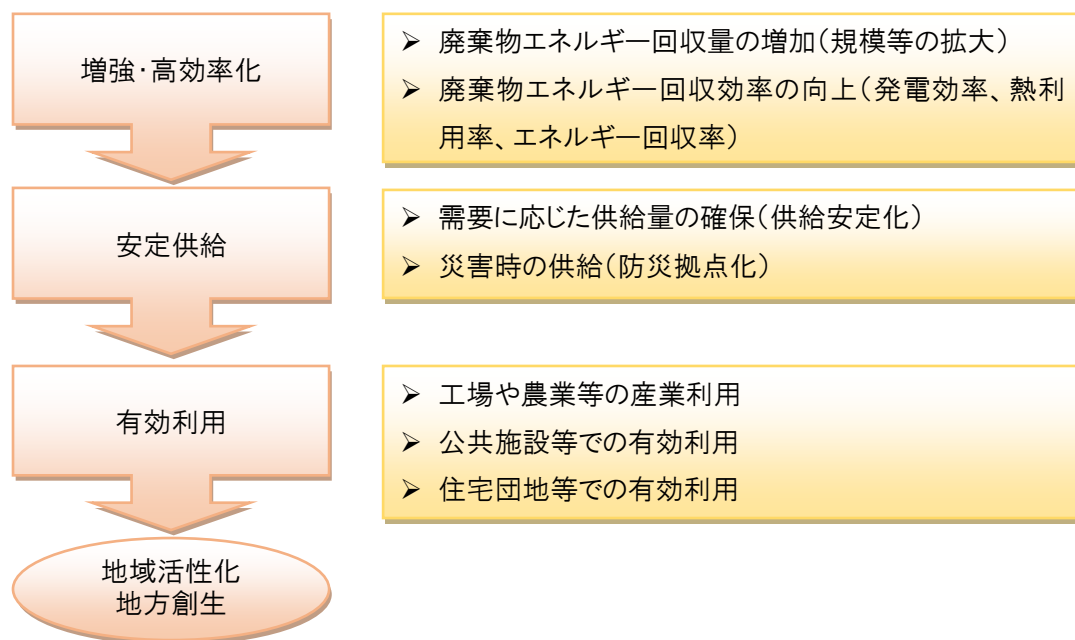 増強・高効率化
➢ 廃棄物エネルギー回収量の増加（規模等の拡大）
➢ 廃棄物エネルギー回収効率の向上（発電効率、熱利
用率、エネルギー回収率）
安定供給
➢ 需要に応じた供給量の確保（供給安定化）
➢ 災害時の供給（防災拠点化）
有効利用
➢ 工場や農業等の産業利用
➢ 公共施設等での有効利用
➢ 住宅団地等での有効利用
地域活性化
地方創生